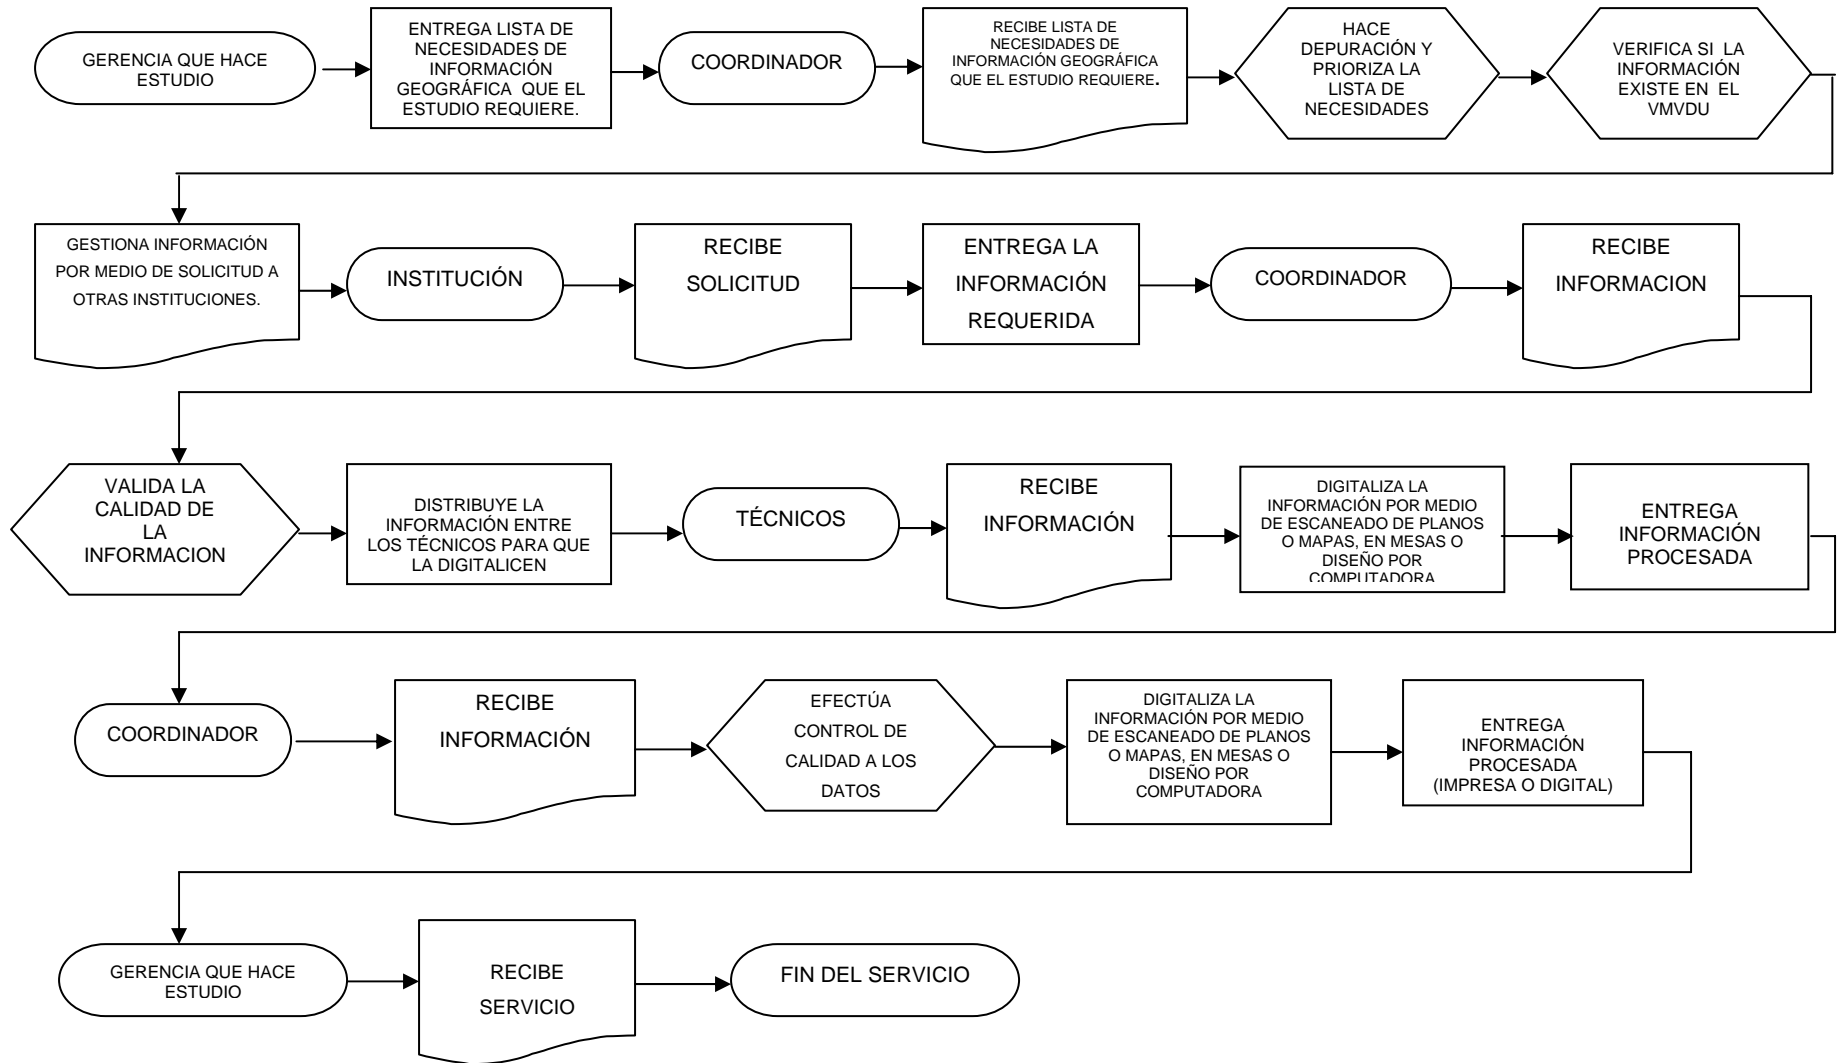 GERENCIA QUE HACE
ESTUDIO
ENTREGA LISTA DE
NECESIDADES DE
INFORMACIÓN
GEOGRÁFICA QUE EL
ESTUDIO REQUIERE.
COORDINADOR
RECIBE LISTA DE
NECESIDADES DE
INFORMACIÓN GEOGRÁFICA
QUE EL ESTUDIO REQUIERE.
HACE
DEPURACIÓN Y
PRIORIZA LA
LISTA DE
NECESIDADES
VERIFICA SI LA
INFORMACIÓN
EXISTE EN EL
VMVDU
GESTIONA INFORMACIÓN
POR MEDIO DE SOLICITUD A
OTRAS INSTITUCIONES.
INSTITUCIÓN
RECIBE
SOLICITUD
ENTREGA LA
INFORMACIÓN
REQUERIDA
COORDINADOR
RECIBE
INFORMACION
VALIDA LA
CALIDAD DE
LA
INFORMACION
DISTRIBUYE LA
INFORMACIÓN ENTRE
LOS TÉCNICOS PARA QUE
LA DIGITALICEN
TÉCNICOS
RECIBE
INFORMACIÓN
DIGITALIZA LA
INFORMACIÓN POR MEDIO
DE ESCANEADO DE PLANOS
O MAPAS, EN MESAS O
DISEÑO POR
COMPUTADORA
ENTREGA
INFORMACIÓN
PROCESADA
COORDINADOR
RECIBE
INFORMACIÓN
EFECTÚA
CONTROL DE
CALIDAD A LOS
DATOS
DIGITALIZA LA
INFORMACIÓN POR MEDIO
DE ESCANEADO DE PLANOS
O MAPAS, EN MESAS O
DISEÑO POR
COMPUTADORA
ENTREGA
INFORMACIÓN
PROCESADA
(IMPRESA O DIGITAL)
GERENCIA QUE HACE
ESTUDIO
RECIBE
SERVICIO
FIN DEL SERVICIO